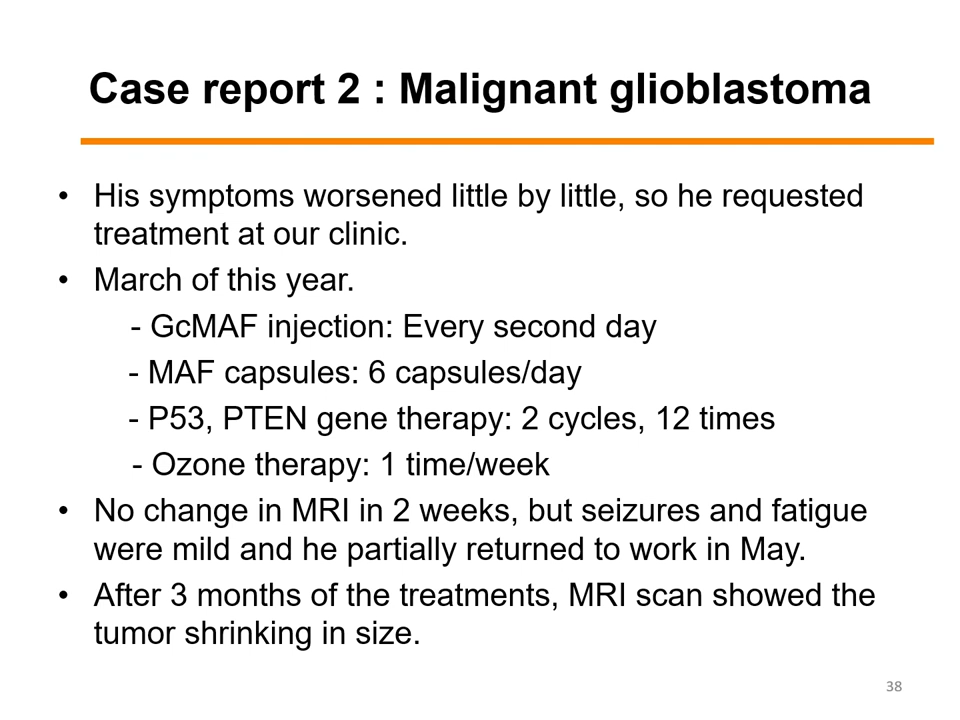 Case report 2 : Malignant glioblastoma
• His symptoms worsened little by little, so he requested
treatment at our clinic.
• March of this year.
- GcMAF injection: Every second day
- MAF capsules: 6 capsules/day
- P53, PTEN gene therapy: 2 cycles, 12 times
- Ozone therapy: 1 time/week
• No change in MRI in 2 weeks, but seizures and fatigue
were mild and he partially returned to work in May.
• After 3 months of the treatments, MRI scan showed the
tumor shrinking in size.
38